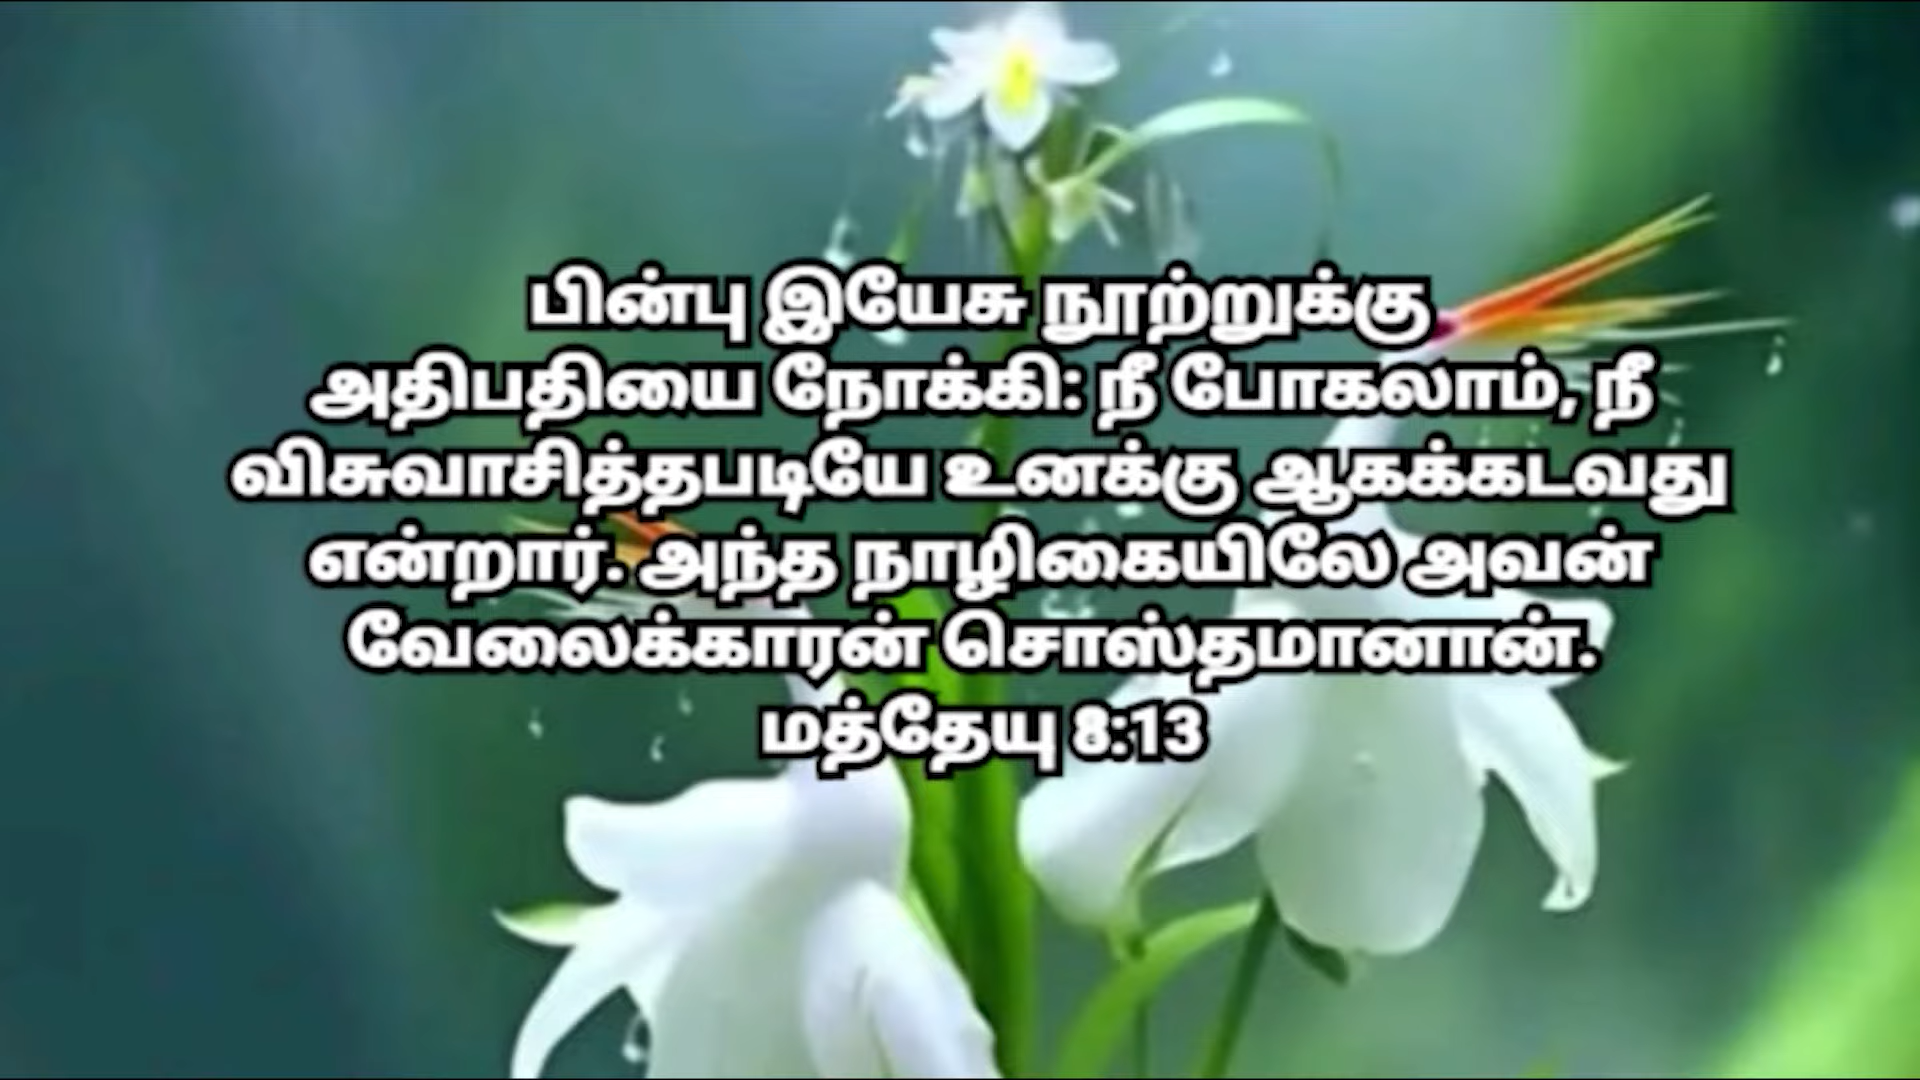 பின்பு இயேசு நூற்றுக்கு
அதிபதியை நோக்கி: நீ போகலாம், நீ
விசுவாசித்தபடியே உனக்கு ஆகக்கடவது
என்றார். அந்த நாழிகையிலே அவன்
வேலைக்காரன் சொஸ்தமானான்.
மத்தேயு 8:13